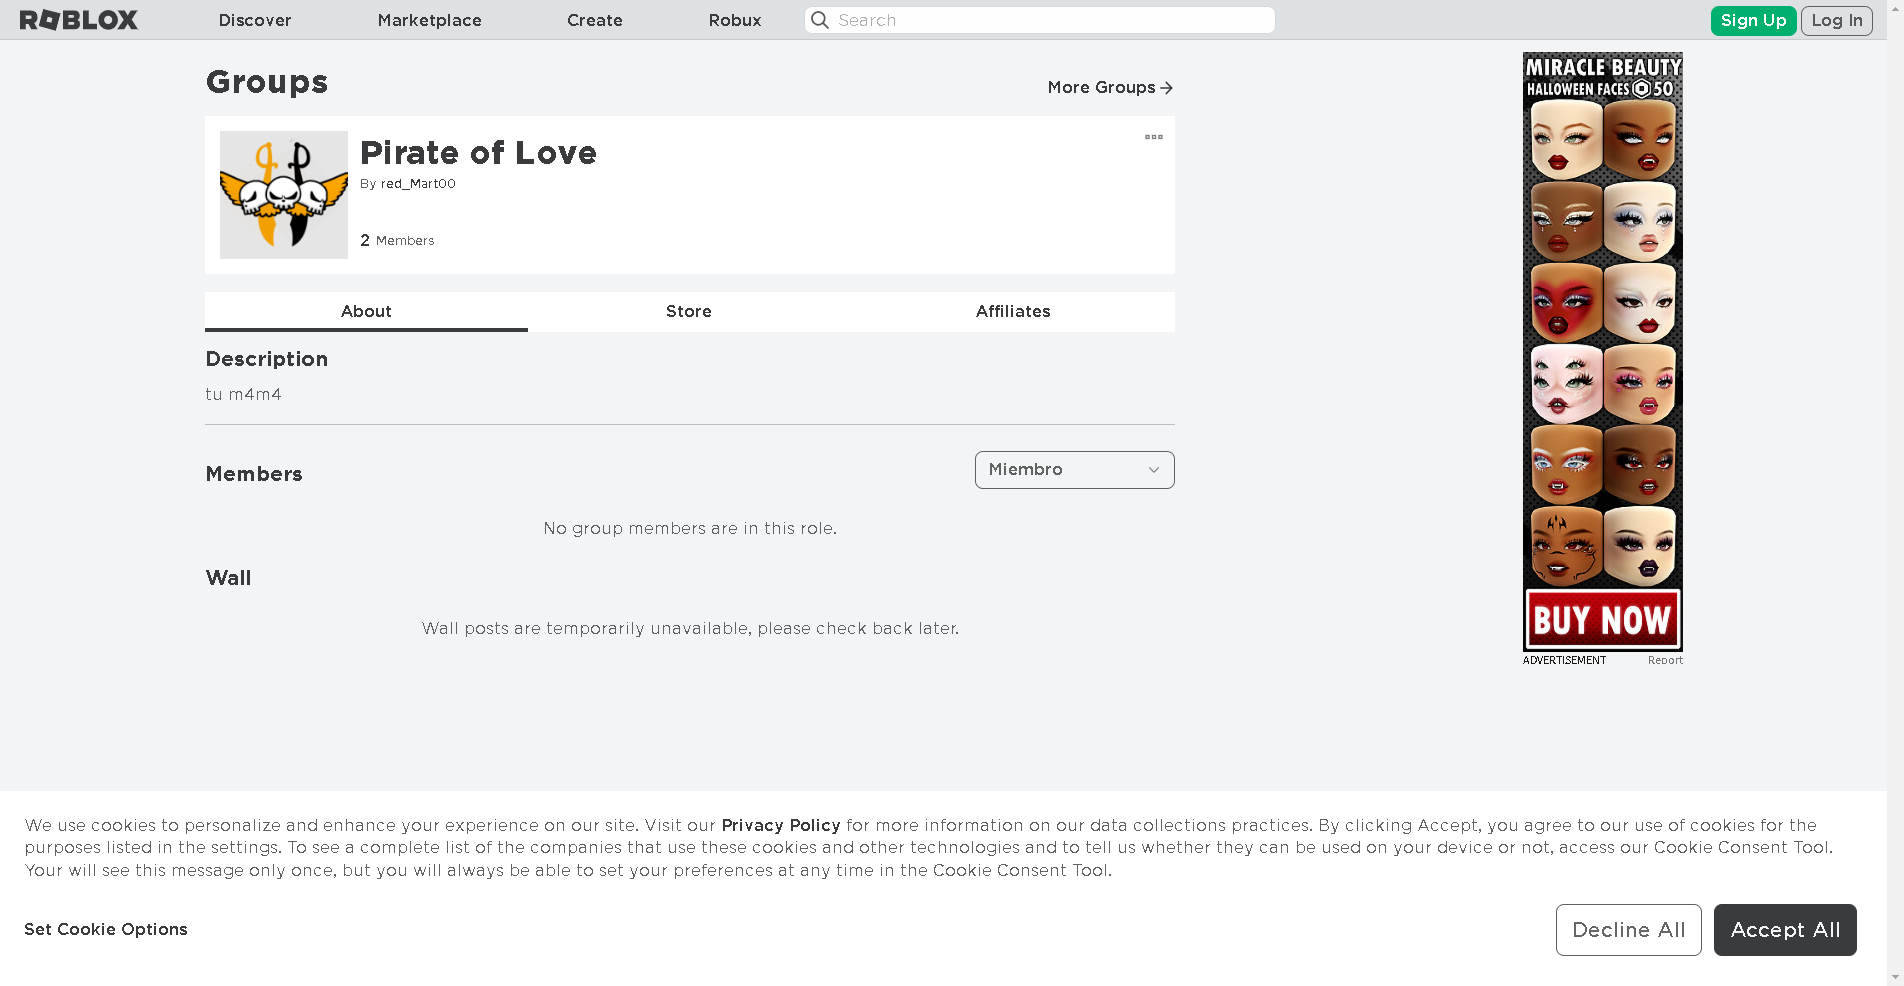 ROBLOX
Discover
Marketplace
Create
Robux
Search
Sign Up
Log In
Groups
More Groups
Pirate of Love
By red_Mart00
2 Members
About
Store
Affiliates
Description
tu m4m4
Members
Miembro
No group members are in this role.
Wall
Wall posts are temporarily unavailable, please check back later.
MIRACLE BEAUTY
HALLOWEEN FACES 50
BUY NOW
ADVERTISEMENT
Report
We use cookies to personalize and enhance your experience on our site. Visit our Privacy Policy for more information on our data collections practices. By clicking Accept, you agree to our use of cookies for the
purposes listed in the settings. To see a complete list of the companies that use these cookies and other technologies and to tell us whether they can be used on your device or not, access our Cookie Consent Tool.
Your will see this message only once, but you will always be able to set your preferences at any time in the Cookie Consent Tool.
Set Cookie Options
Decline All
Accept All